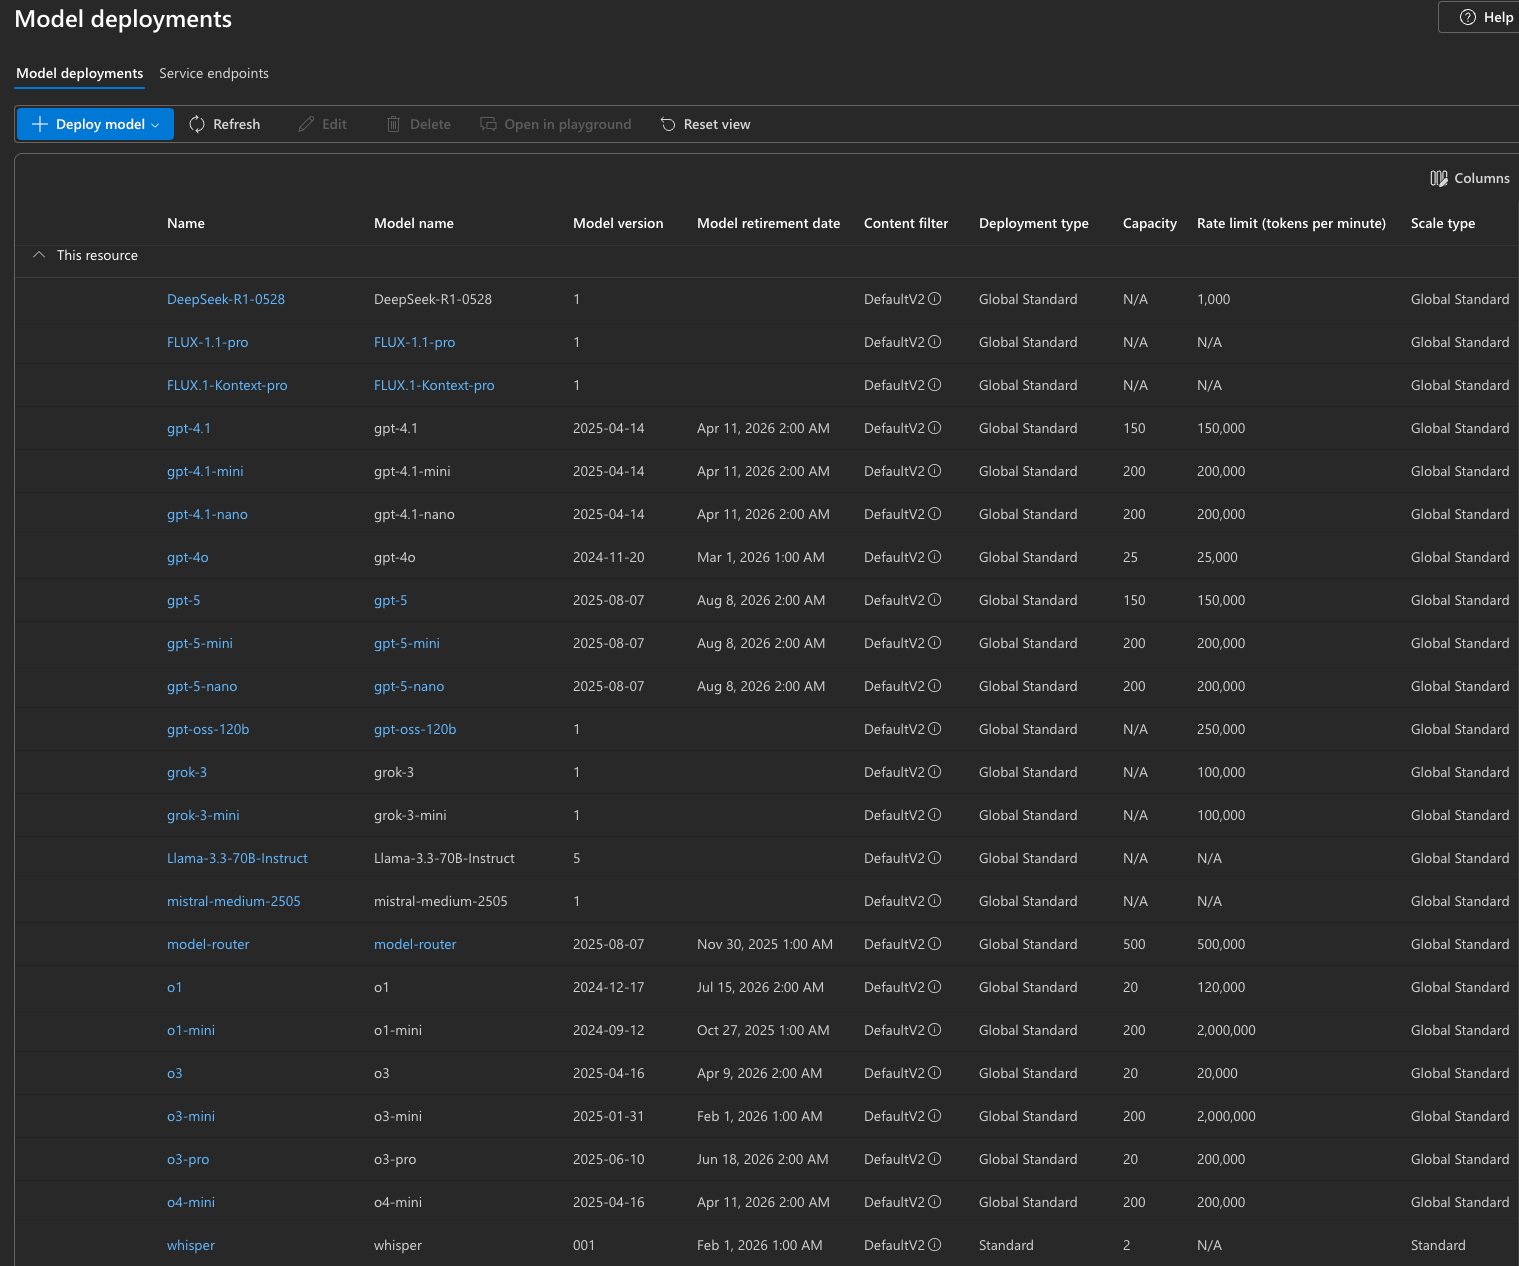 Model deployments
Help
Model deployments Service endpoints
Deploy model Refresh Edit Delete Open in playground Reset view
Columns
Name Model name Model version Model retirement date Content filter Deployment type Capacity Rate limit (tokens per minute) Scale type
This resource
DeepSeek-R1-0528 DeepSeek-R1-0528 1 DefaultV2 Global Standard N/A 1,000 Global Standard
FLUX-1.1-pro FLUX-1.1-pro 1 DefaultV2 Global Standard N/A N/A Global Standard
FLUX.1-Kontext-pro FLUX.1-Kontext-pro 1 DefaultV2 Global Standard N/A N/A Global Standard
gpt-4.1 gpt-4.1 2025-04-14 Apr 11, 2026 2:00 AM DefaultV2 Global Standard 150 150,000 Global Standard
gpt-4.1-mini gpt-4.1-mini 2025-04-14 Apr 11, 2026 2:00 AM DefaultV2 Global Standard 200 200,000 Global Standard
gpt-4.1-nano gpt-4.1-nano 2025-04-14 Apr 11, 2026 2:00 AM DefaultV2 Global Standard 200 200,000 Global Standard
gpt-4o gpt-4o 2024-11-20 Mar 1, 2026 1:00 AM DefaultV2 Global Standard 25 25,000 Global Standard
gpt-5 gpt-5 2025-08-07 Aug 8, 2026 2:00 AM DefaultV2 Global Standard 150 150,000 Global Standard
gpt-5-mini gpt-5-mini 2025-08-07 Aug 8, 2026 2:00 AM DefaultV2 Global Standard 200 200,000 Global Standard
gpt-5-nano gpt-5-nano 2025-08-07 Aug 8, 2026 2:00 AM DefaultV2 Global Standard 200 200,000 Global Standard
gpt-oss-120b gpt-oss-120b 1 DefaultV2 Global Standard N/A 250,000 Global Standard
grok-3 grok-3 1 DefaultV2 Global Standard N/A 100,000 Global Standard
grok-3-mini grok-3-mini 1 DefaultV2 Global Standard N/A 100,000 Global Standard
Llama-3.3-70B-Instruct Llama-3.3-70B-Instruct 5 DefaultV2 Global Standard N/A N/A Global Standard
mistral-medium-2505 mistral-medium-2505 1 DefaultV2 Global Standard N/A N/A Global Standard
model-router model-router 2025-08-07 Nov 30, 2025 1:00 AM DefaultV2 Global Standard 500 500,000 Global Standard
o1 o1 2024-12-17 Jul 15, 2026 2:00 AM DefaultV2 Global Standard 20 120,000 Global Standard
o1-mini o1-mini 2024-09-12 Oct 27, 2025 1:00 AM DefaultV2 Global Standard 200 2,000,000 Global Standard
o3 o3 2025-04-16 Apr 9, 2026 2:00 AM DefaultV2 Global Standard 20 20,000 Global Standard
o3-mini o3-mini 2025-01-31 Feb 1, 2026 1:00 AM DefaultV2 Global Standard 200 2,000,000 Global Standard
o3-pro o3-pro 2025-06-10 Jun 18, 2026 2:00 AM DefaultV2 Global Standard 20 200,000 Global Standard
o4-mini o4-mini 2025-04-16 Apr 11, 2026 2:00 AM DefaultV2 Global Standard 200 200,000 Global Standard
whisper whisper 001 Feb 1, 2026 1:00 AM DefaultV2 Standard 2 N/A Standard